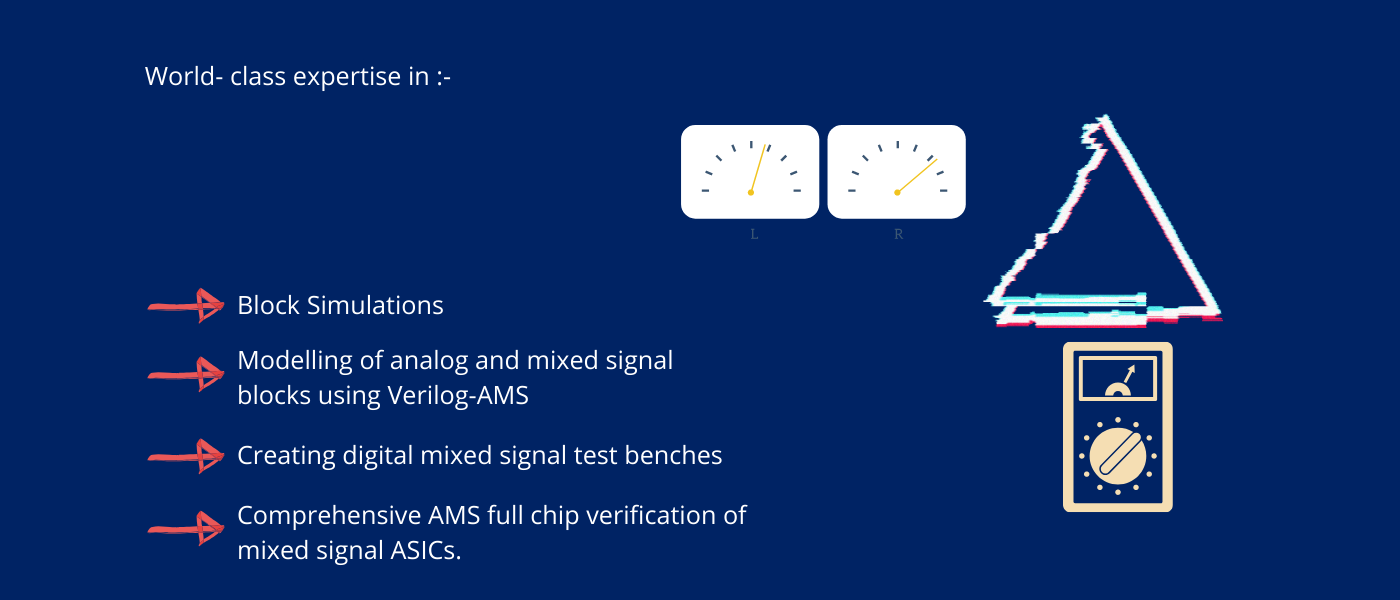 World- class expertise in :-
L
R
Block Simulations
Modelling of analog and mixed signal
blocks using Verilog-AMS
Creating digital mixed signal test benches
Comprehensive AMS full chip verification of
mixed signal ASICs.